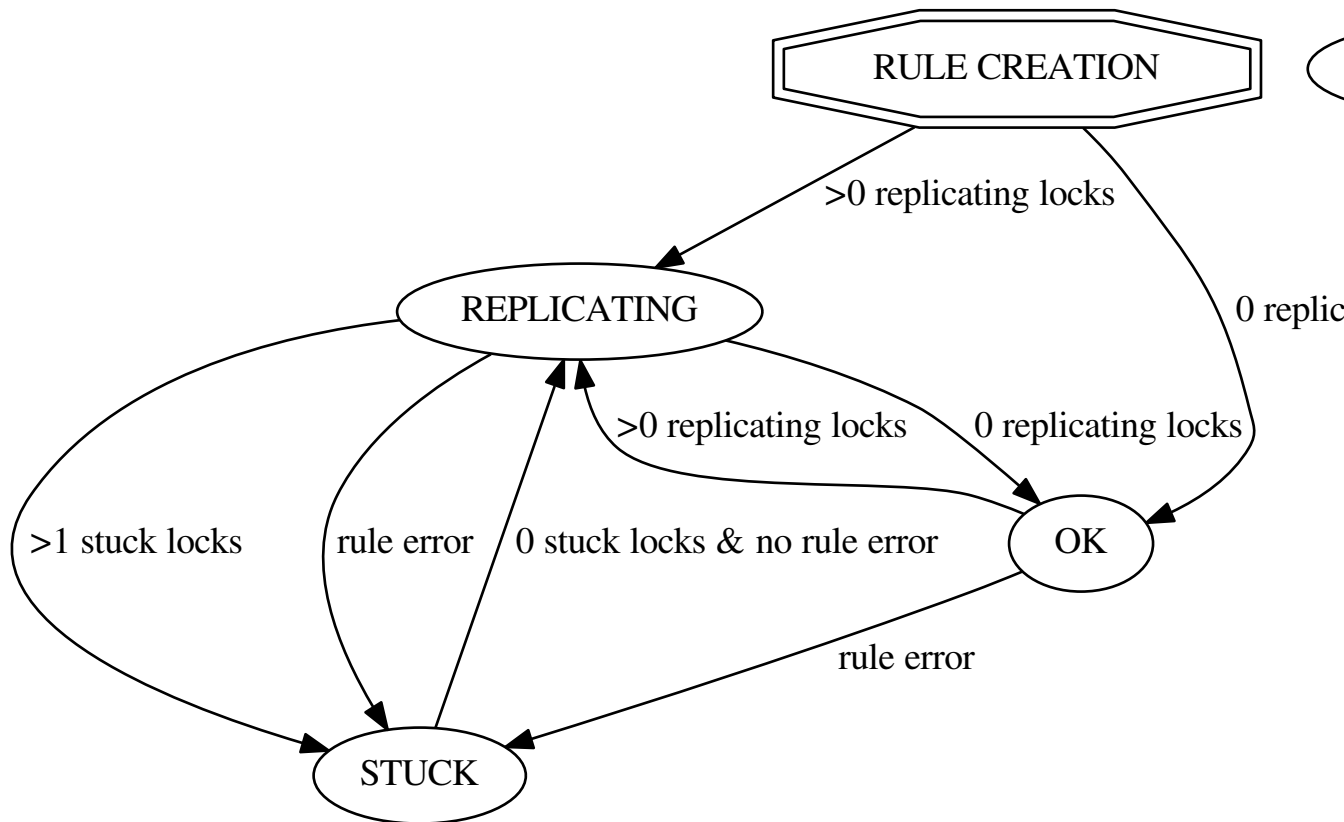 RULE CREATION
>0 replicating locks
REPLICATING
0
>0 replicating locks
0 replicating locks
>1 stuck locks
rule error
0 stuck locks & no rule error
OK
rule error
STUCK